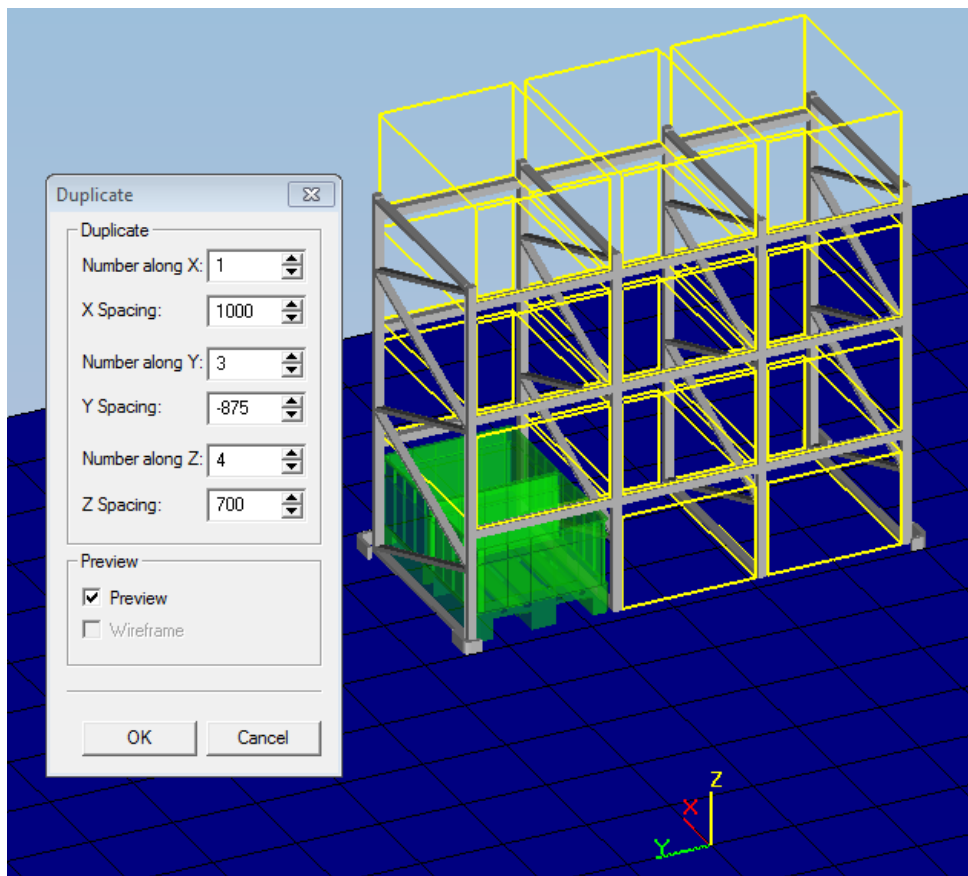 Duplicate
Duplicate
Number along X: 1
X Spacing: 1000
Number along Y: 3
Y Spacing: -875
Number along Z: 4
Z Spacing: 700
Preview
Preview
Wireframe
OK Cancel
Z
X
Y